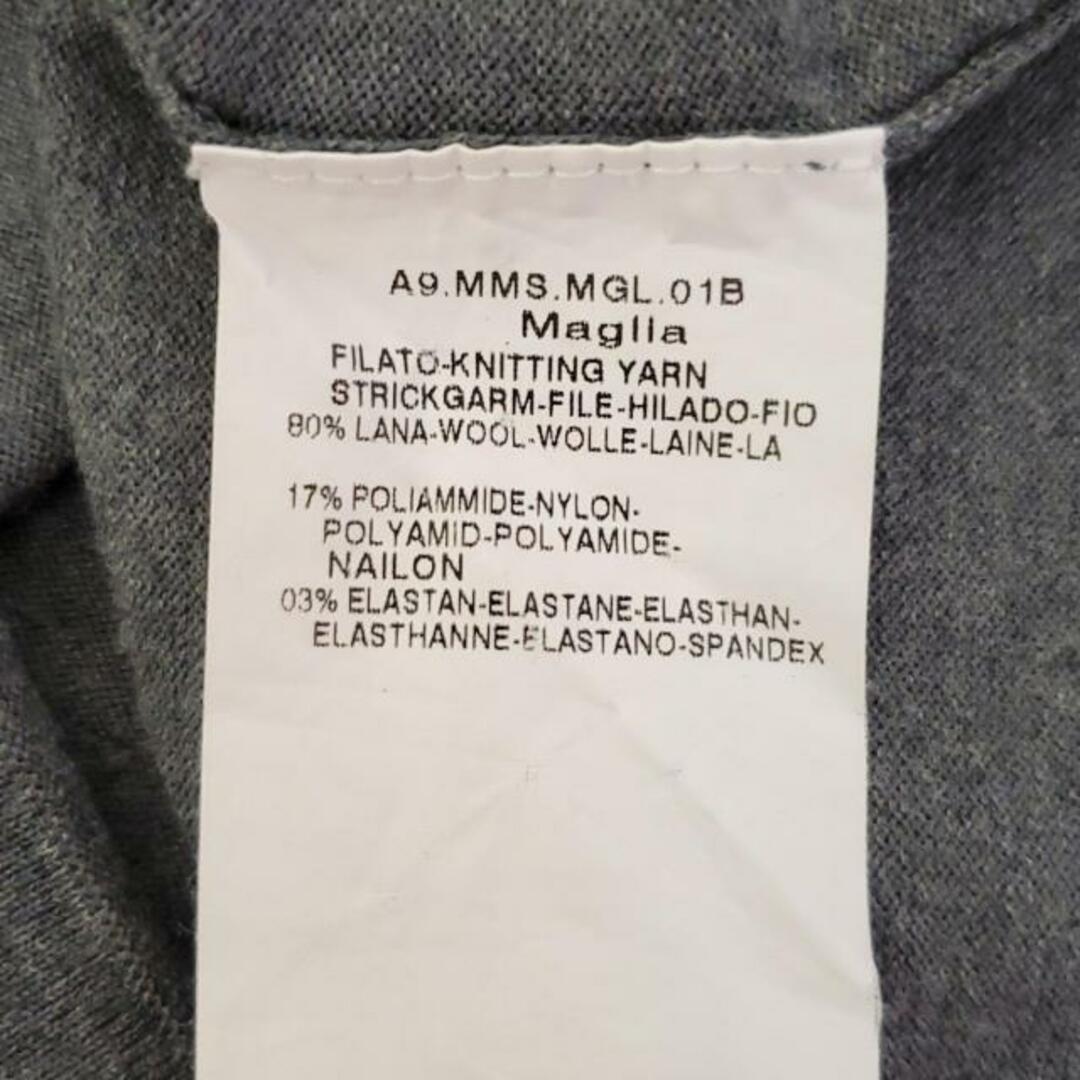 A9.MMS.MGL.01B
Maglia
FILATO-KNITTING YARN
STRICKGARM-FILE-HILADO-FIO
80% LANA-WOOL-WOLLE-LAINE-LA
17% POLIAMMIDE-NYLON-
POLYAMID-POLYAMIDE-
NAILON
03% ELASTAN-ELASTANE-ELASTHAN-
ELASTHANNE-ELASTANO-SPANDEX